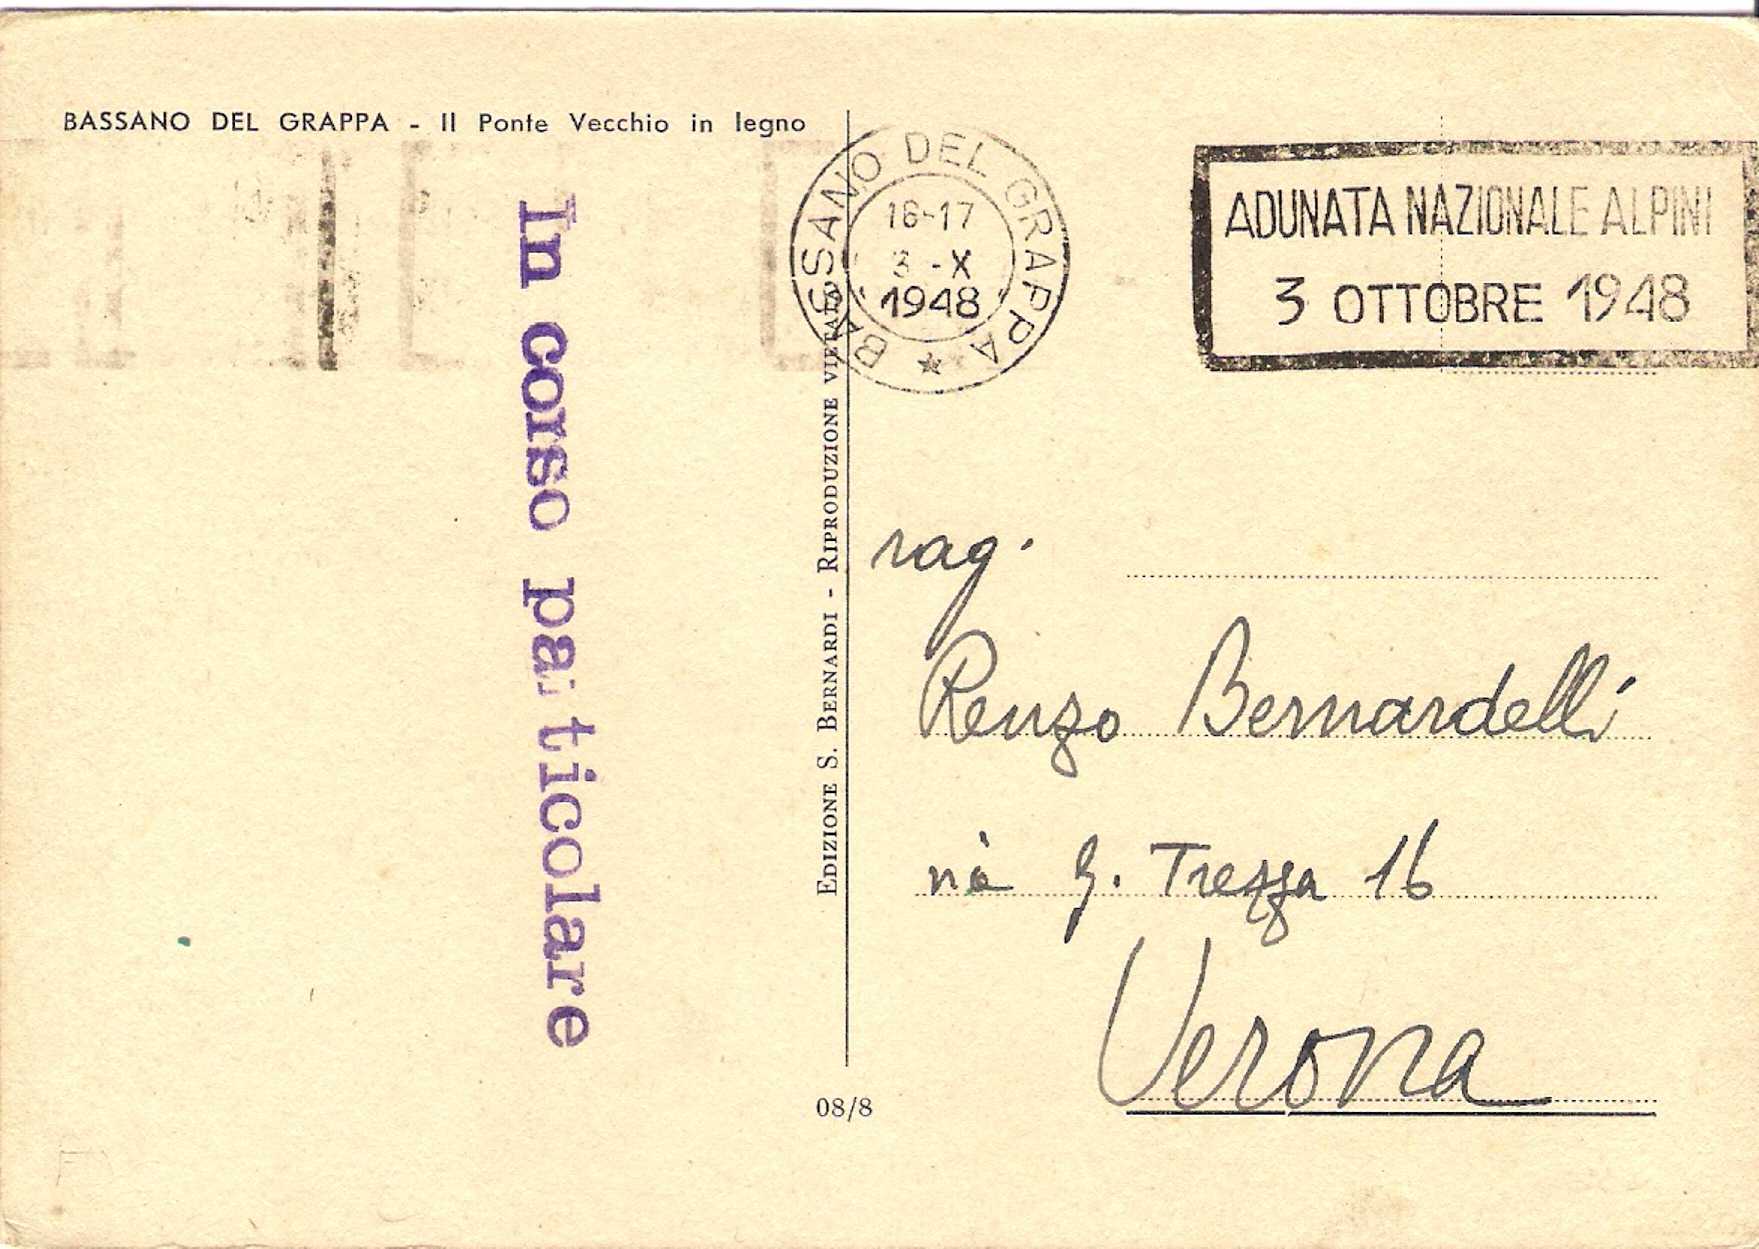 BASSANO DEL GRAPPA - Il Ponte Vecchio in legno
BASSANO DEL GRAPPA
16-17
3 -X
1948
ADUNATA NAZIONALE ALPINI
3 OTTOBRE 1948
In corso particolare
EDIZIONE S. BERNARDI - RIPRODUZIONE VIETATA
rag.
Renzo Bernardelli
via G. Trezza 16
Verona
08/8